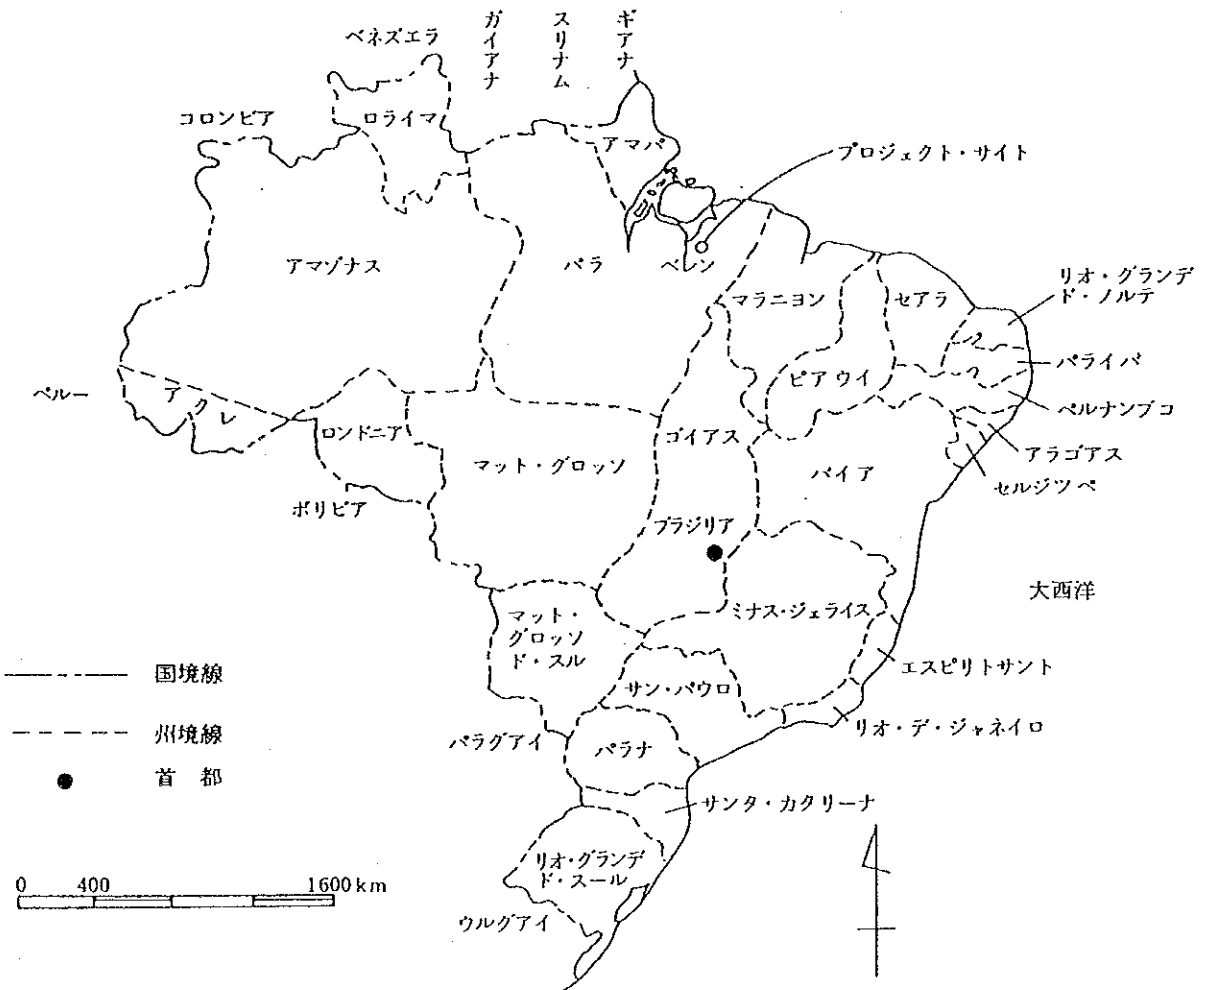 ベネズエラ
ガイアナ
スリナム
ギアナ
コロンビア
ロライマ
アマパ
プロジェクト・サイト
アマゾナス
パラ
ベレン
マラニヨン
セアラ
リオ・グランデ
ド・ノルテ
パライバ
ペルー
アクレ
ピアウイ
ペルナンブコ
ロンドニア
ゴイアス
アラゴアス
マット・グロッソ
バイア
セルジツペ
ボリビア
ブラジリア
大西洋
マット・
グロッソ
ド・スル
ミナス・ジェライス
エスピリトサント
国境線
サン・パウロ
州境線
リオ・デ・ジャネイロ
パラグアイ
パラナ
首 都
サンタ・カタリーナ
リオ・グランデ
ド・スール
0 400 1600km
ウルグアイ